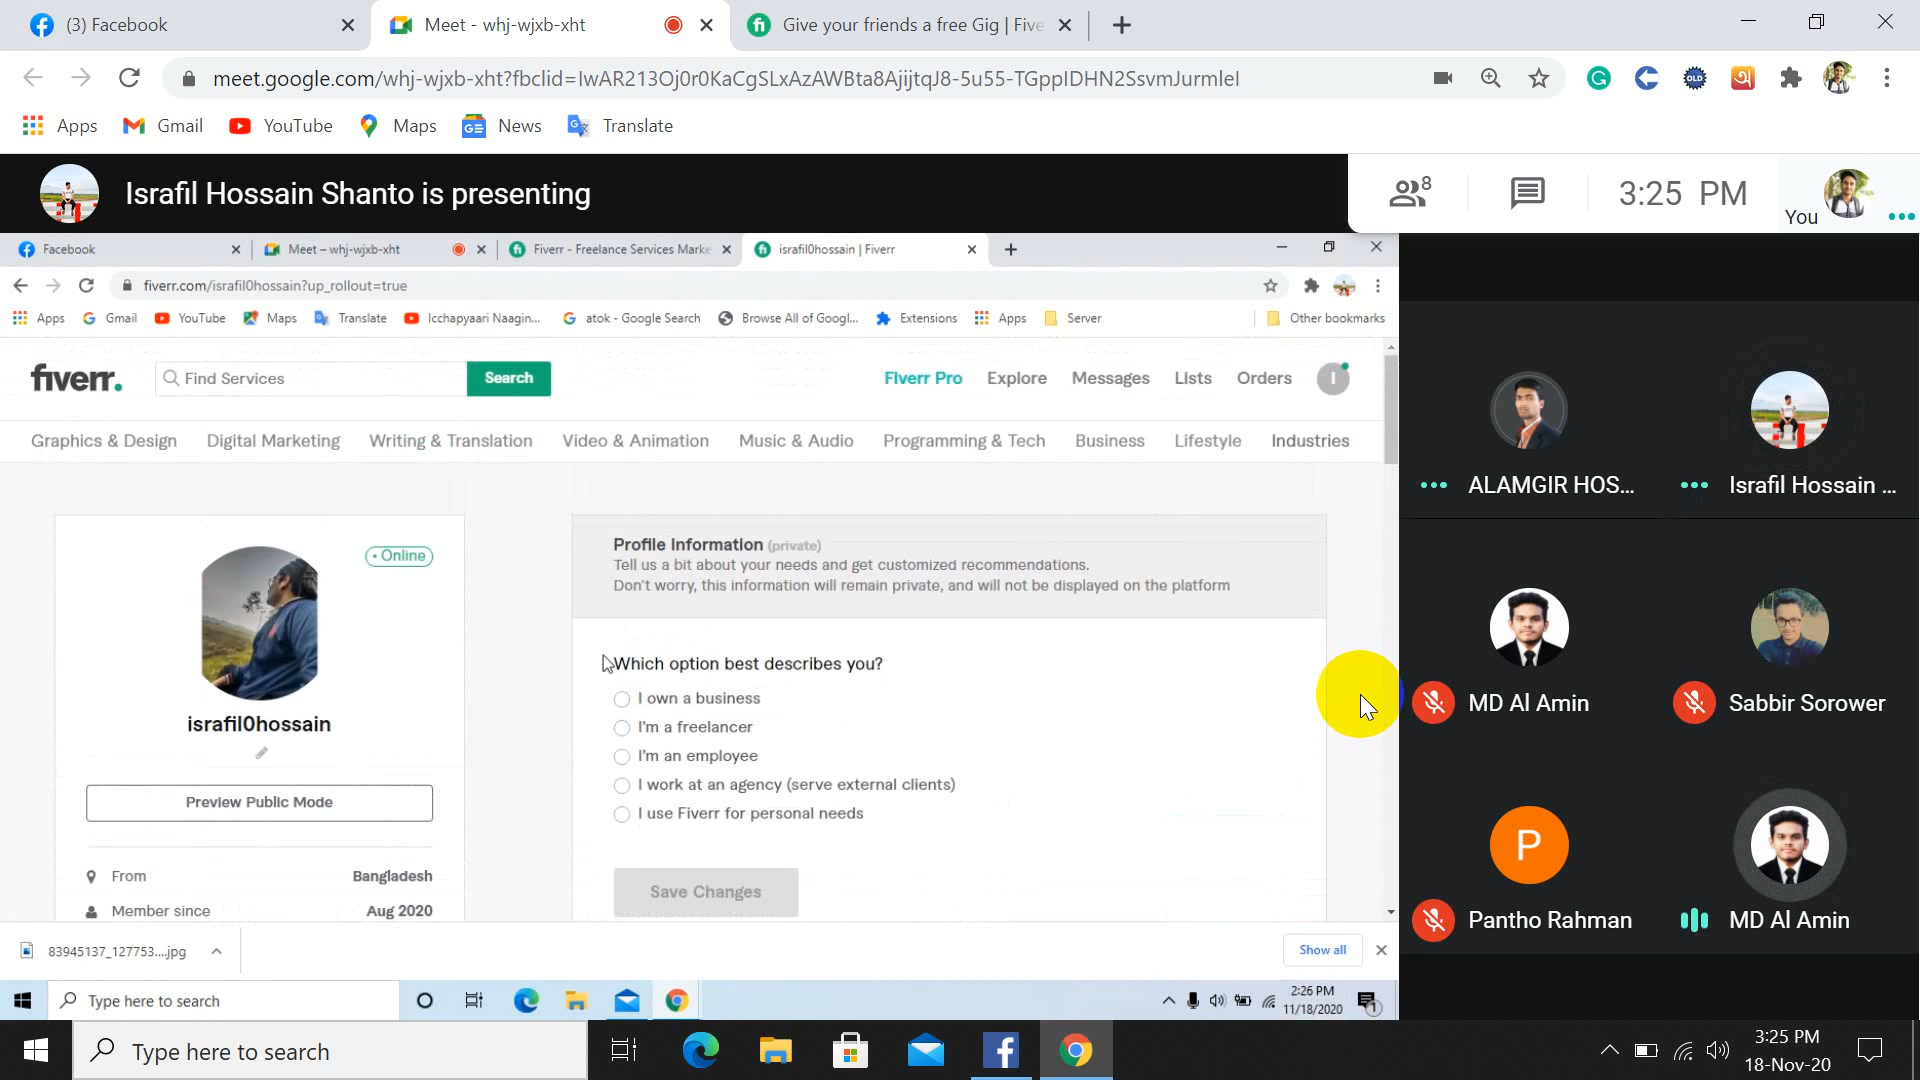 (3) Facebook
Meet - whj-wjxb-xht
Give your friends a free Gig | Five
meet.google.com/whj-wjxb-xht?fbclid=IwAR213Oj0r0KaCgSLxAzAWBta8AjijtqJ8-5u55-TGppIDHN2SsvmJurmleI
OLD
অ
Apps
Gmail
YouTube
Maps
News
Translate
Israfil Hossain Shanto is presenting
8
3:25 PM
You
Facebook
Meet – whj-wjxb-xht
Fiverr - Freelance Services Marke
israfil0hossain | Fiverr
fiverr.com/israfil0hossain?up_rollout=true
Apps
Gmail
YouTube
Maps
Translate
Icchapyaari Naagin...
atok - Google Search
Browse All of Googl...
Extensions
Apps
Server
Other bookmarks
fiverr.
Find Services
Search
Fiverr Pro
Explore
Messages
Lists
Orders
I
Graphics & Design
Digital Marketing
Writing & Translation
Video & Animation
Music & Audio
Programming & Tech
Business
Lifestyle
Industries
Online
israfil0hossain
Preview Public Mode
From
Bangladesh
Member since
Aug 2020
Profile Information (private)
Tell us a bit about your needs and get customized recommendations.
Don't worry, this information will remain private, and will not be displayed on the platform
Which option best describes you?
I own a business
I'm a freelancer
I'm an employee
I work at an agency (serve external clients)
I use Fiverr for personal needs
Save Changes
ALAMGIR HOS...
Israfil Hossain ...
MD Al Amin
Sabbir Sorower
P
Pantho Rahman
MD Al Amin
83945137_127753....jpg
Show all
Type here to search
2:26 PM
11/18/2020
1
Type here to search
3:25 PM
18-Nov-20